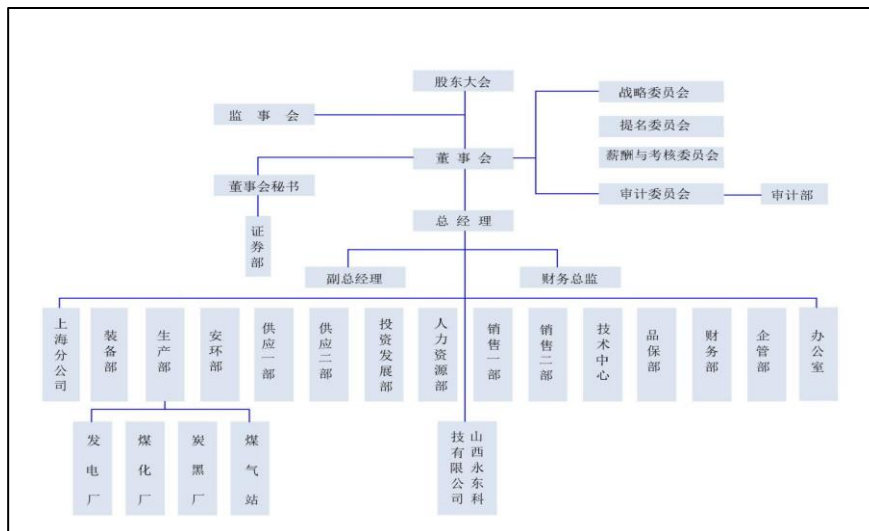 股东大会
监 事 会
战略委员会
提名委员会
薪酬与考核委员会
董 事 会
董事会秘书
审计委员会
审计部
总 经 理
证券部
副总经理
财务总监
上海分公司
装备部
生产部
安环部
供应一部
供应二部
投资发展部
人力资源部
销售一部
销售二部
技术中心
品保部
财务部
企管部
办公室
发电厂
煤化厂
炭黑厂
煤气站
山西永东科
技有限公司